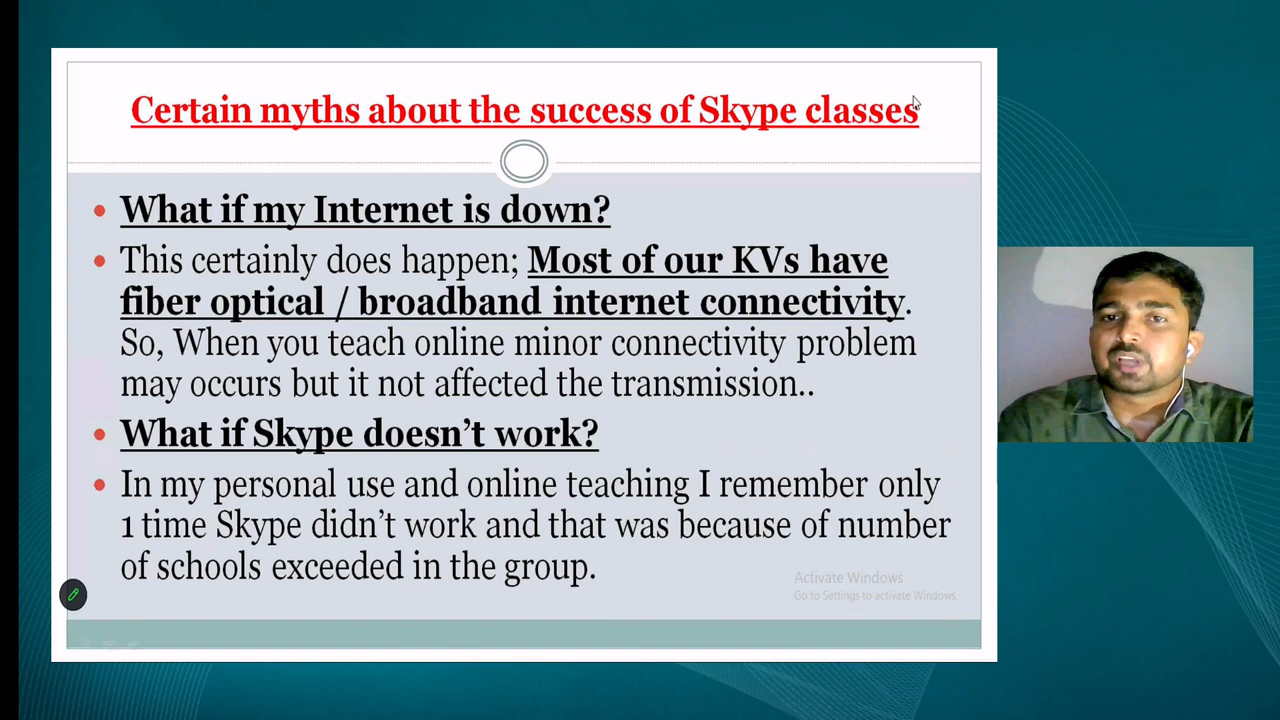 Certain myths about the success of Skype classes
What if my Internet is down?
This certainly does happen; Most of our KVs have
fiber optical / broadband internet connectivity.
So, When you teach online minor connectivity problem
may occurs but it not affected the transmission..
What if Skype doesn’t work?
In my personal use and online teaching I remember only
1 time Skype didn’t work and that was because of number
of schools exceeded in the group.
Activate Windows
Go to Settings to activate Windows.